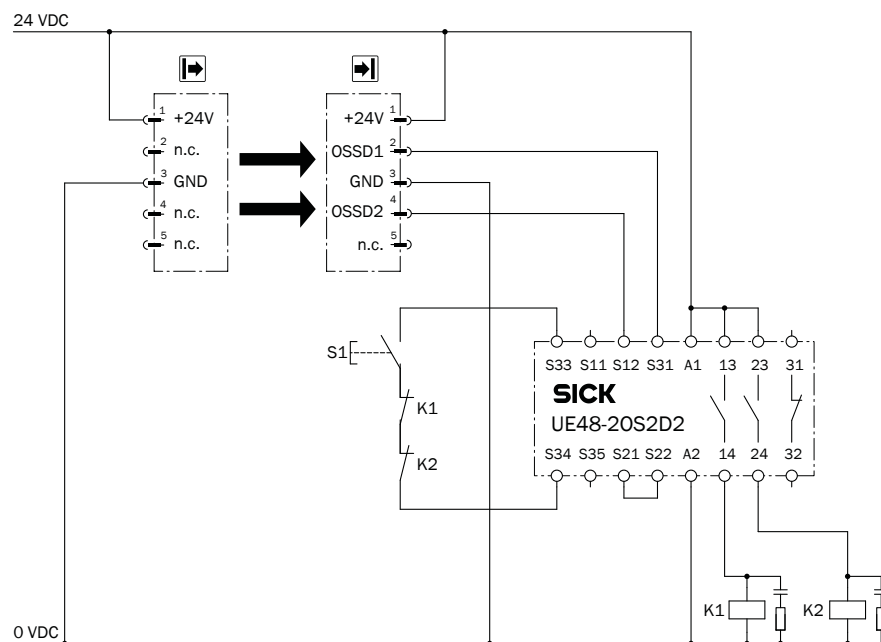 24 VDC
1 +24V
2 n.c.
3 GND
4 n.c.
5 n.c.
+24V 1
OSSD1 2
GND 3
OSSD2 4
n.c. 5
S1
K1
K2
S33 S11 S12 S31 A1 13 23 31
SICK
UE48-20S2D2
S34 S35 S21 S22 A2 14 24 32
K1 K2
0 VDC